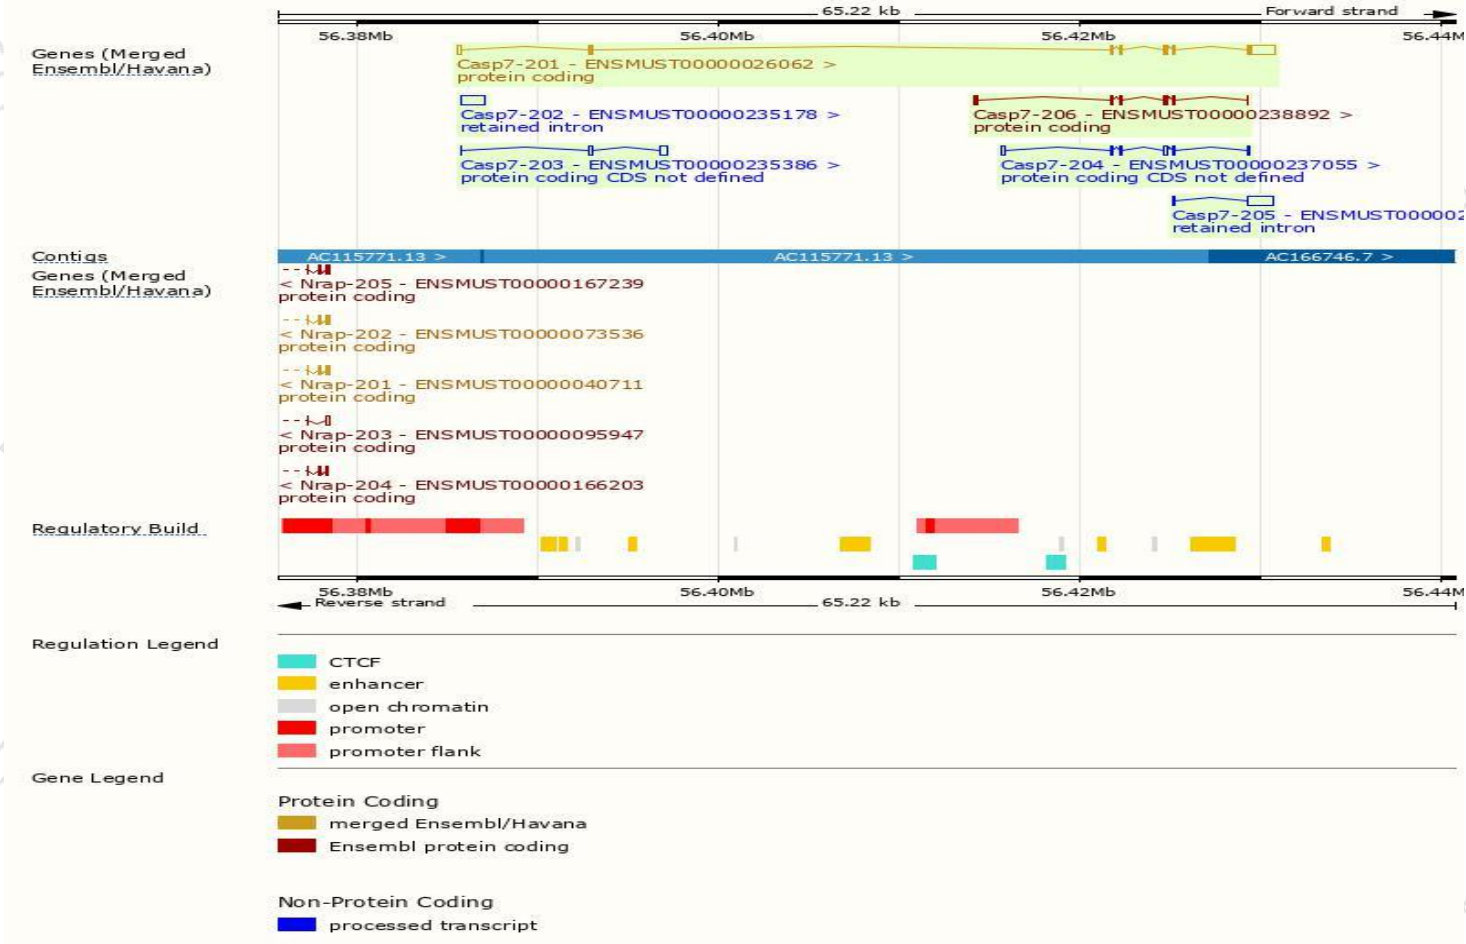 65.22 kb Forward strand
56.38Mb 56.40Mb 56.42Mb 56.44M
Genes (Merged
Ensembl/Havana)
Casp7-201 - ENSMUST00000026062 >
protein coding
Casp7-202 - ENSMUST00000235178 >
retained intron
Casp7-206 - ENSMUST00000238892 >
protein coding
Casp7-203 - ENSMUST00000235386 >
protein coding CDS not defined
Casp7-204 - ENSMUST00000237055 >
protein coding CDS not defined
Casp7-205 - ENSMUST000002
retained intron
Contigs
AC115771.13 > AC115771.13 > AC166746.7 >
Genes (Merged
Ensembl/Havana)
< Nrap-205 - ENSMUST00000167239
protein coding
< Nrap-202 - ENSMUST00000073536
protein coding
< Nrap-201 - ENSMUST00000040711
protein coding
< Nrap-203 - ENSMUST00000095947
protein coding
< Nrap-204 - ENSMUST00000166203
protein coding
Regulatory Build
56.38Mb 56.40Mb 56.42Mb 56.44M
Reverse strand 65.22 kb
Regulation Legend
CTCF
enhancer
open chromatin
promoter
promoter flank
Gene Legend
Protein Coding
merged Ensembl/Havana
Ensembl protein coding
Non-Protein Coding
processed transcript